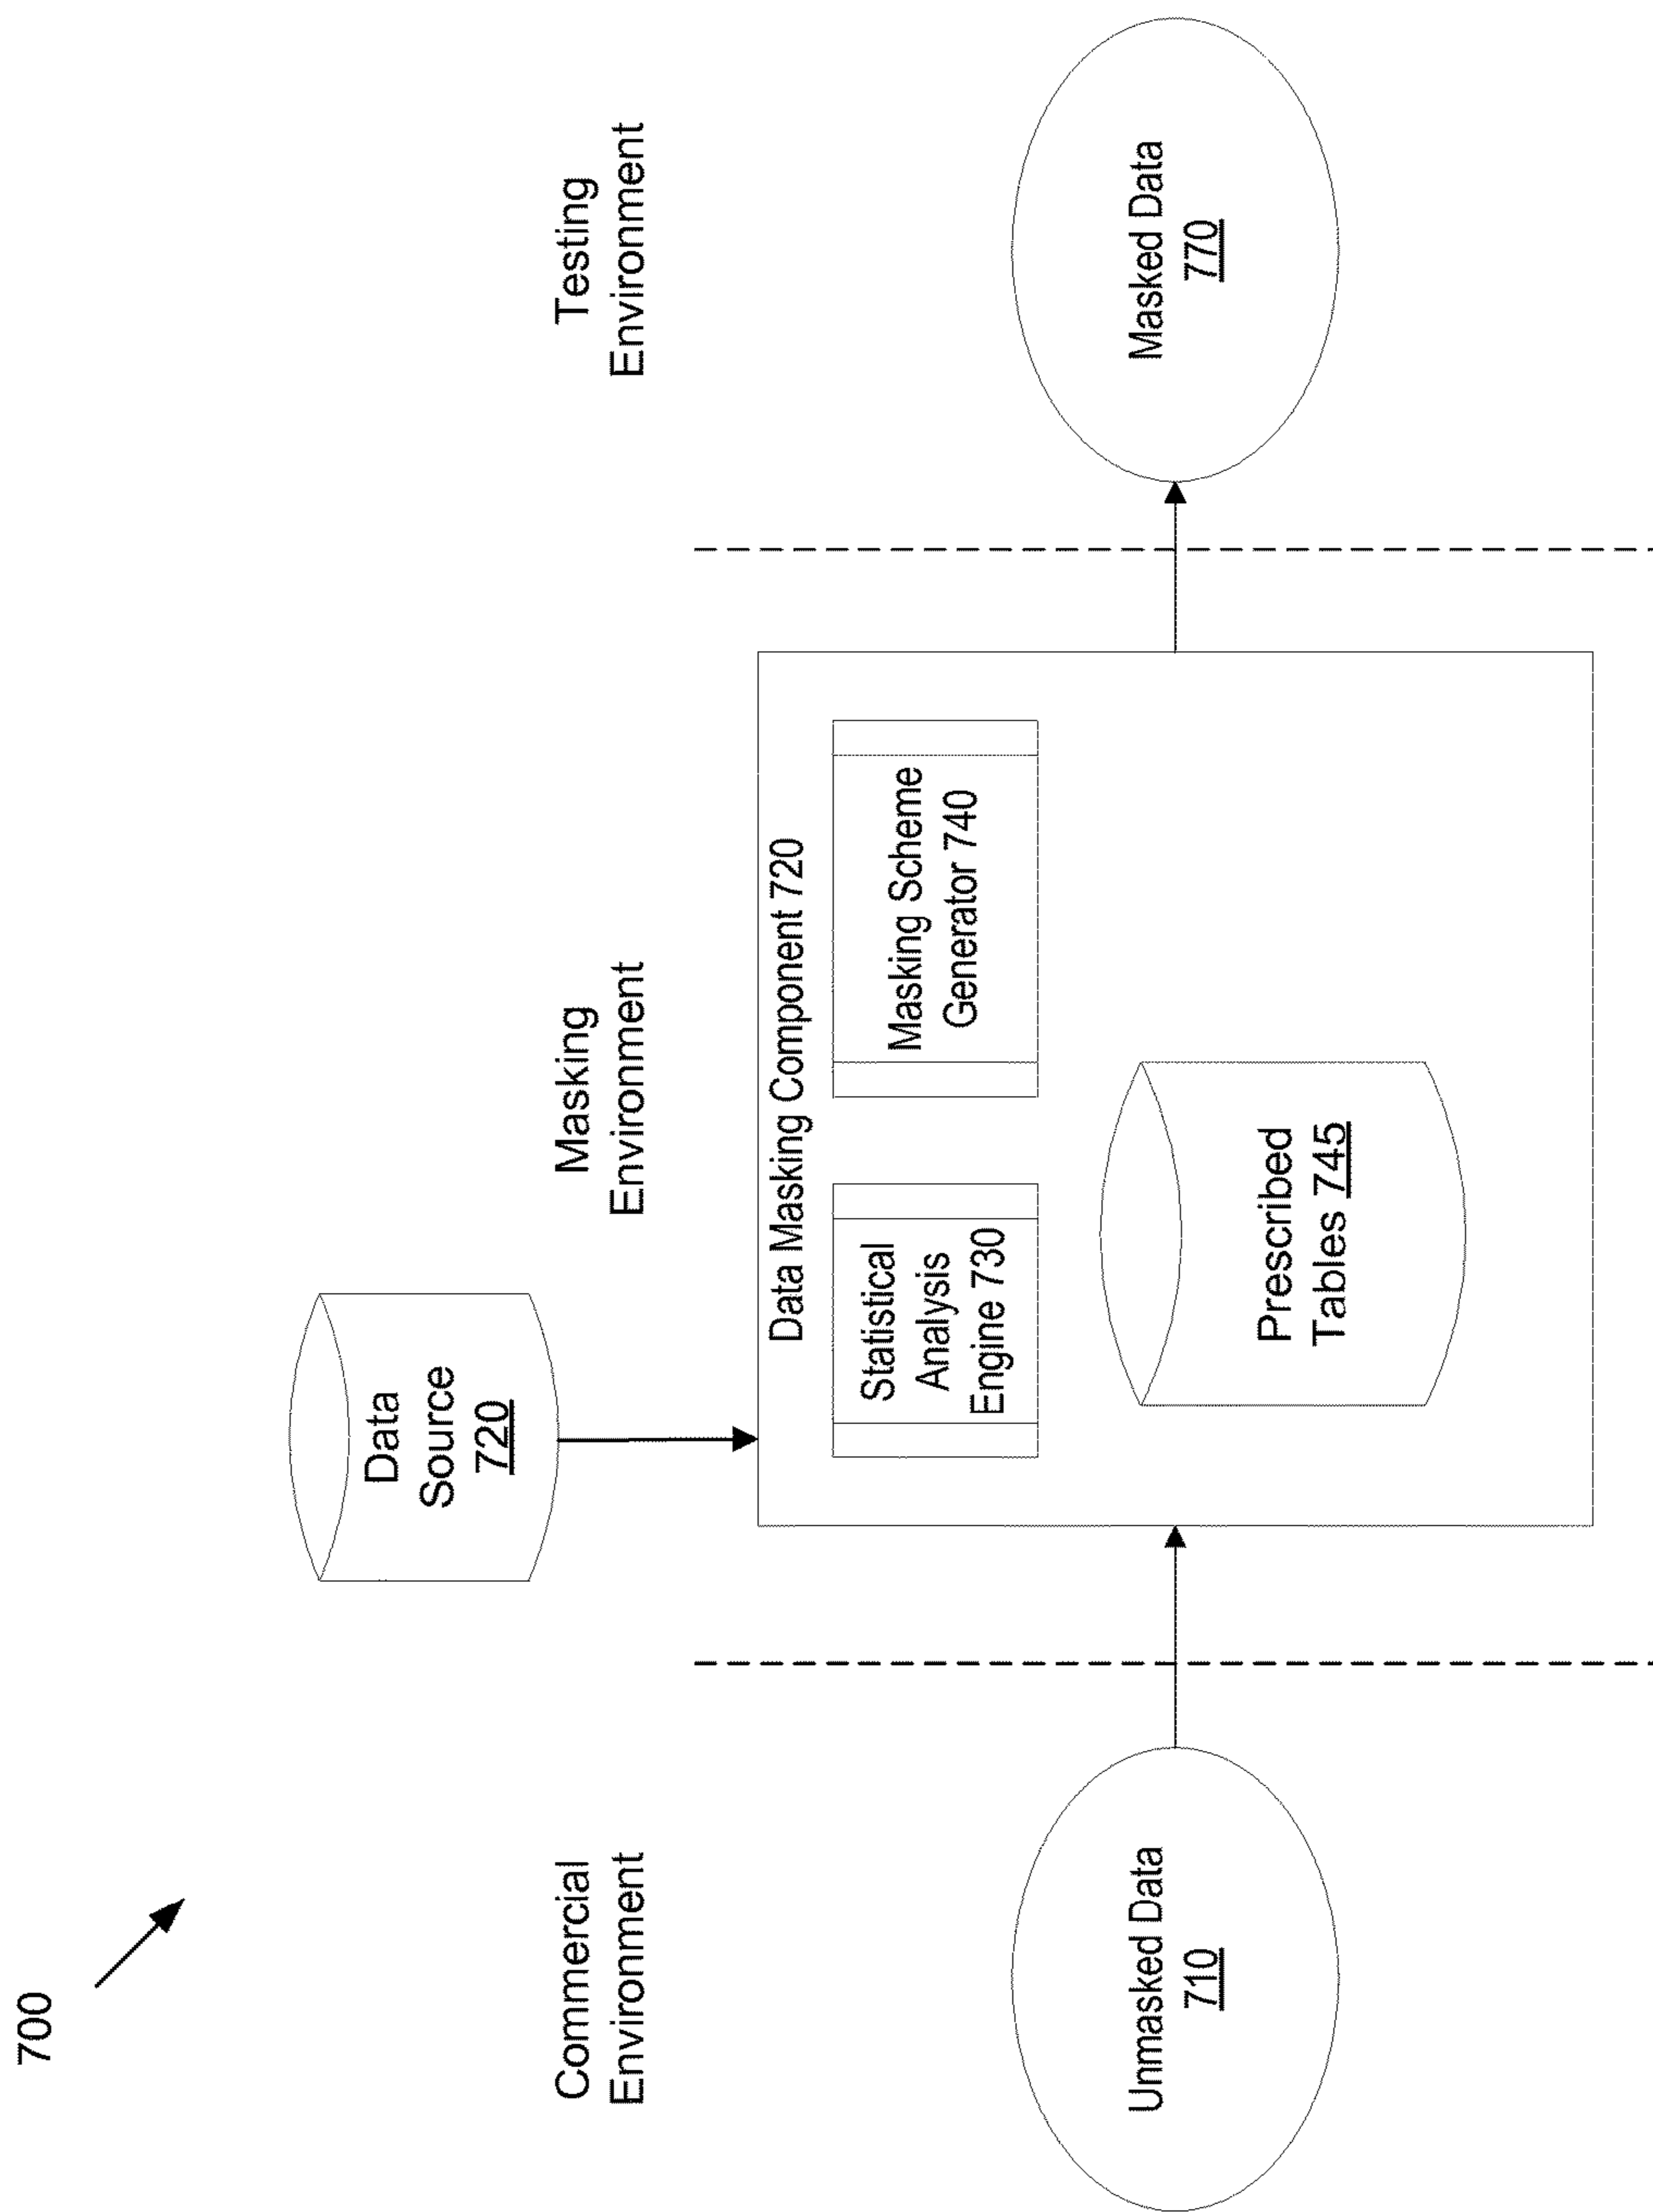 700
Commercial
Environment
Masking
Environment
Testing
Environment
Data
Source
720
Unmasked Data
710
Data Masking Component 720
Statistical
Analysis
Engine 730
Masking Scheme
Generator 740
Prescribed
Tables 745
Masked Data
770